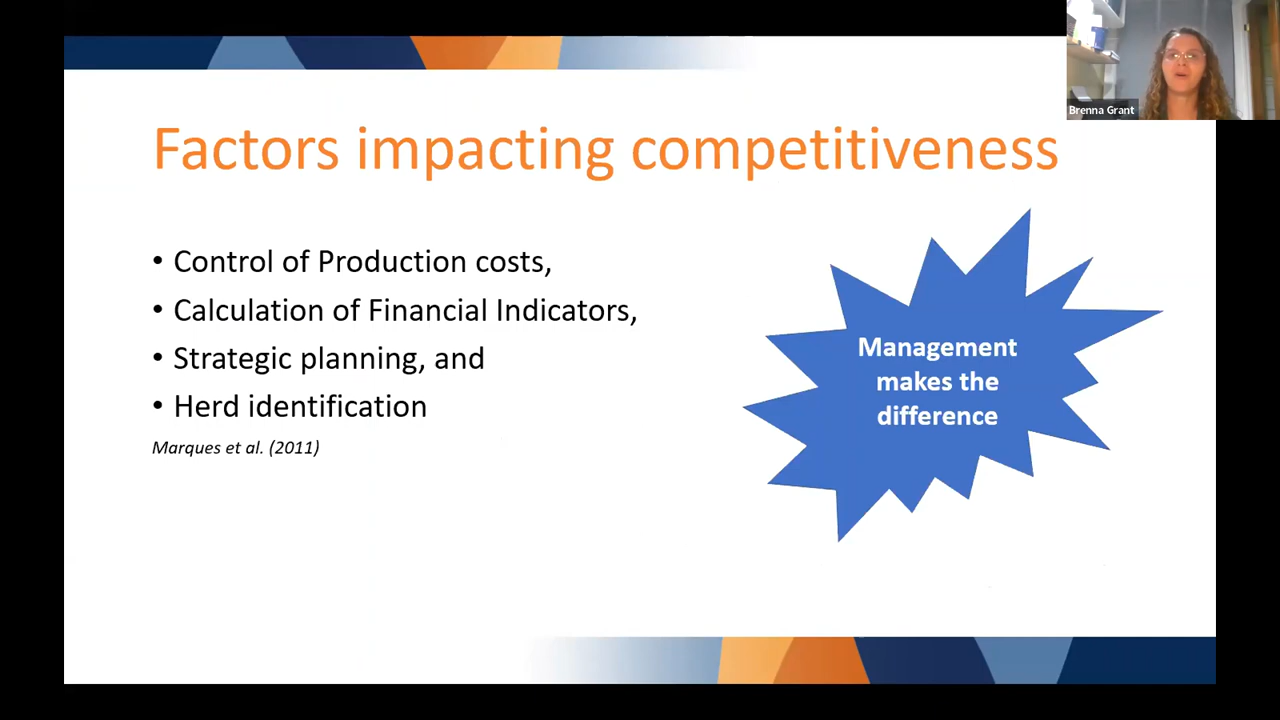 Brenna Grant
Factors impacting competitiveness
• Control of Production costs,
• Calculation of Financial Indicators,
• Strategic planning, and
• Herd identification
Marques et al. (2011)
Management
makes the
difference